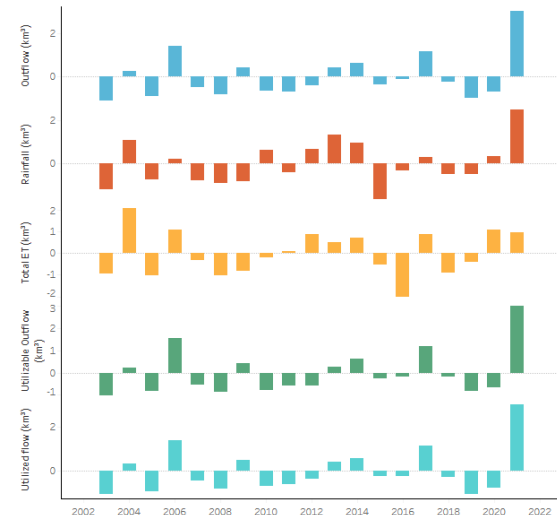 Outflow (km³)
2
0
Rainfall (km³)
2
0
Total ET (km³)
2
1
0
-1
-2
Utilizable Outflow
(km³)
3
2
1
0
-1
Utilized flow (km³)
2
0
2002 2004 2006 2008 2010 2012 2014 2016 2018 2020 2022